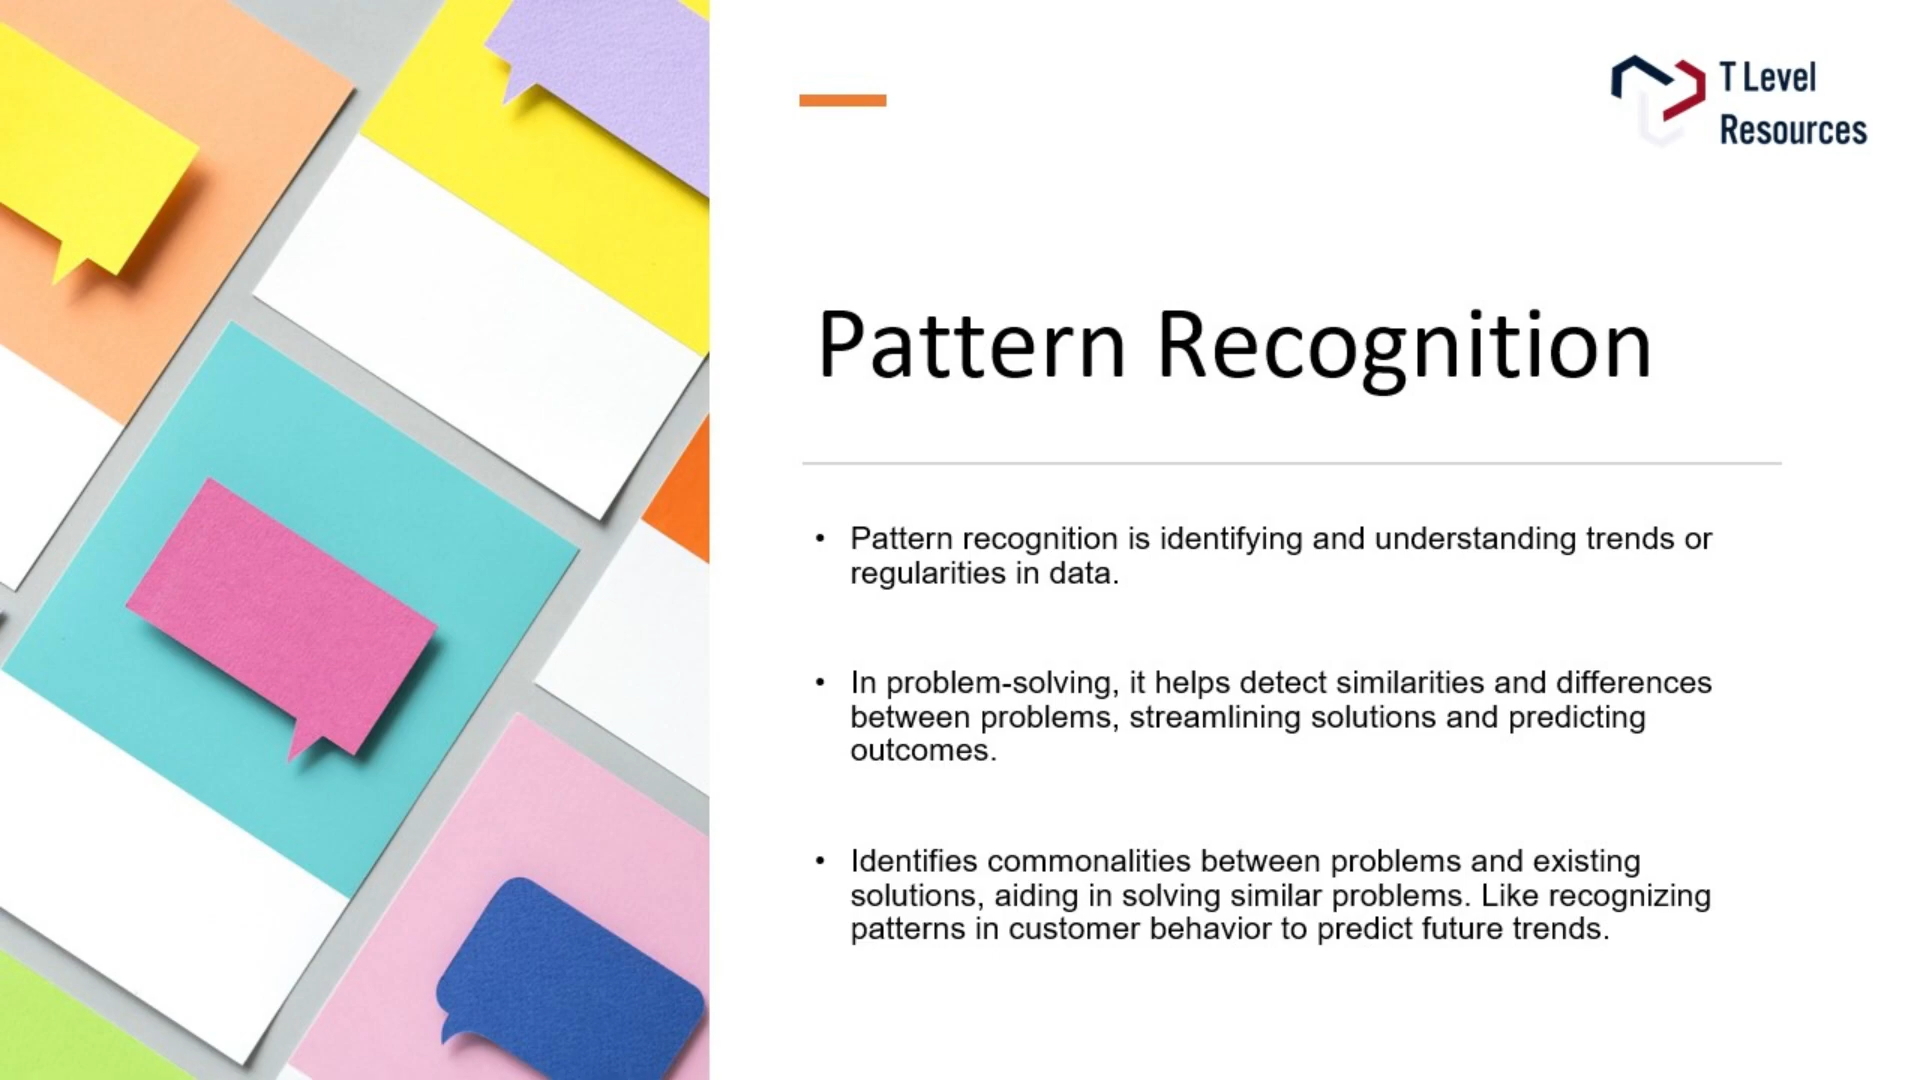 T Level
Resources
Pattern Recognition
• Pattern recognition is identifying and understanding trends or
regularities in data.
• In problem-solving, it helps detect similarities and differences
between problems, streamlining solutions and predicting
outcomes.
• Identifies commonalities between problems and existing
solutions, aiding in solving similar problems. Like recognizing
patterns in customer behavior to predict future trends.